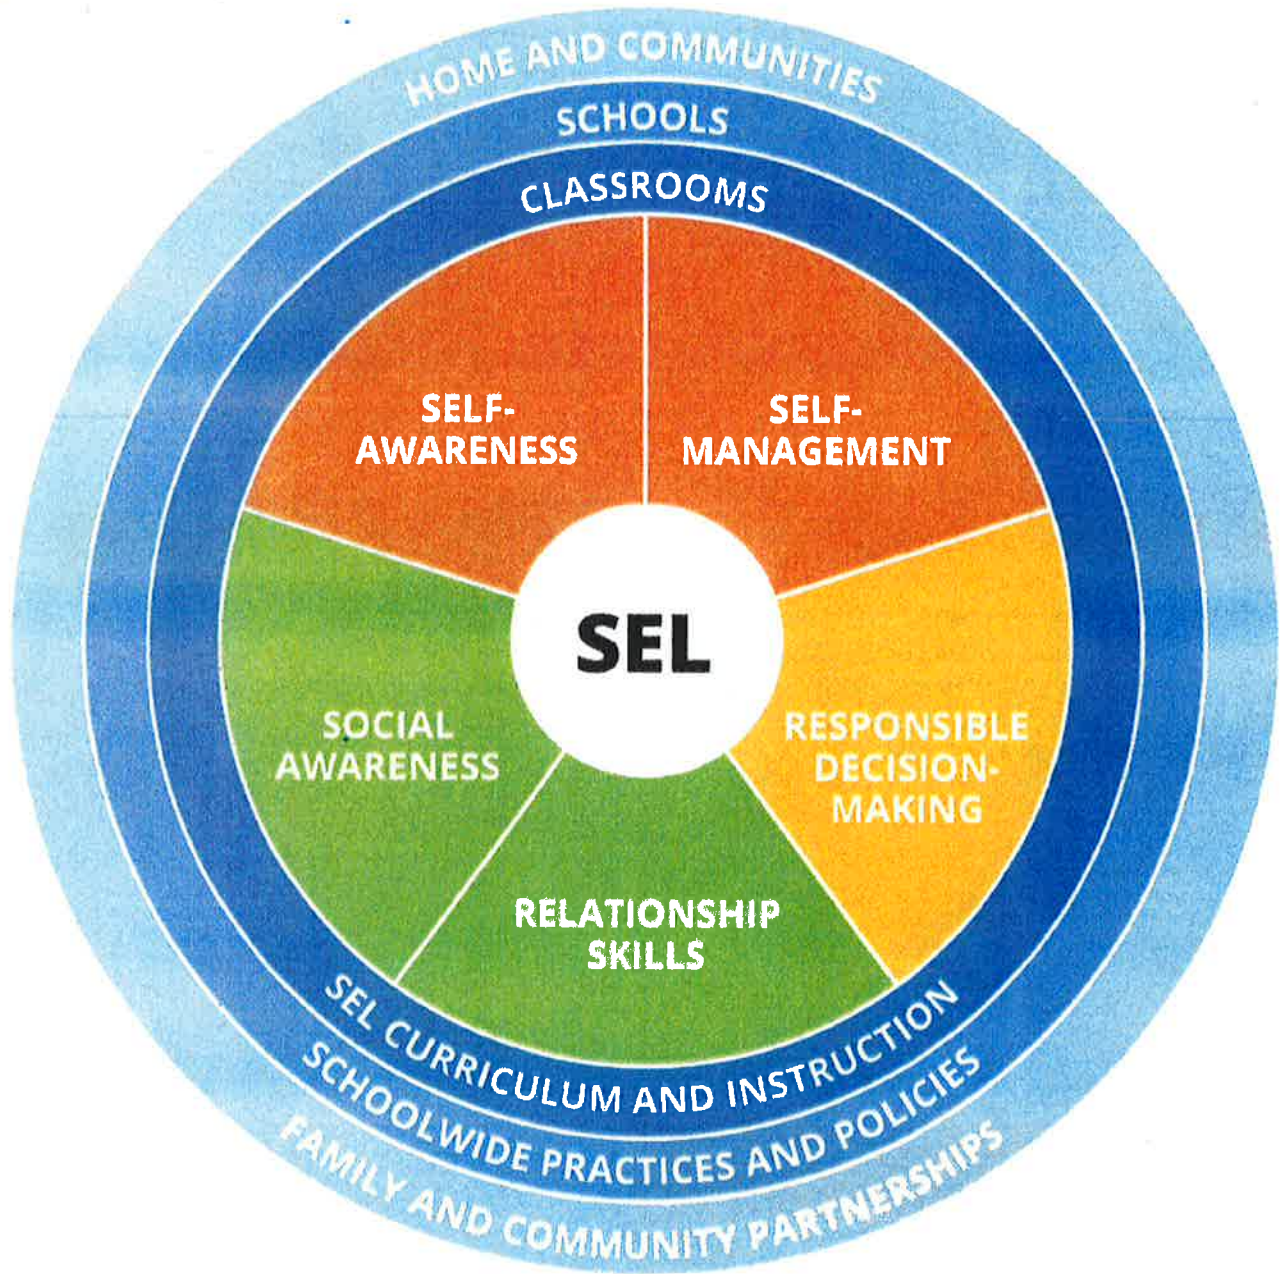 HOME AND COMMUNITIES
SCHOOLS
CLASSROOMS
SELF-
AWARENESS
SELF-
MANAGEMENT
SEL
SOCIAL
AWARENESS
RESPONSIBLE
DECISION-
MAKING
RELATIONSHIP
SKILLS
SEL CURRICULUM AND INSTRUCTION
SCHOOLWIDE PRACTICES AND POLICIES
FAMILY AND COMMUNITY PARTNERSHIPS